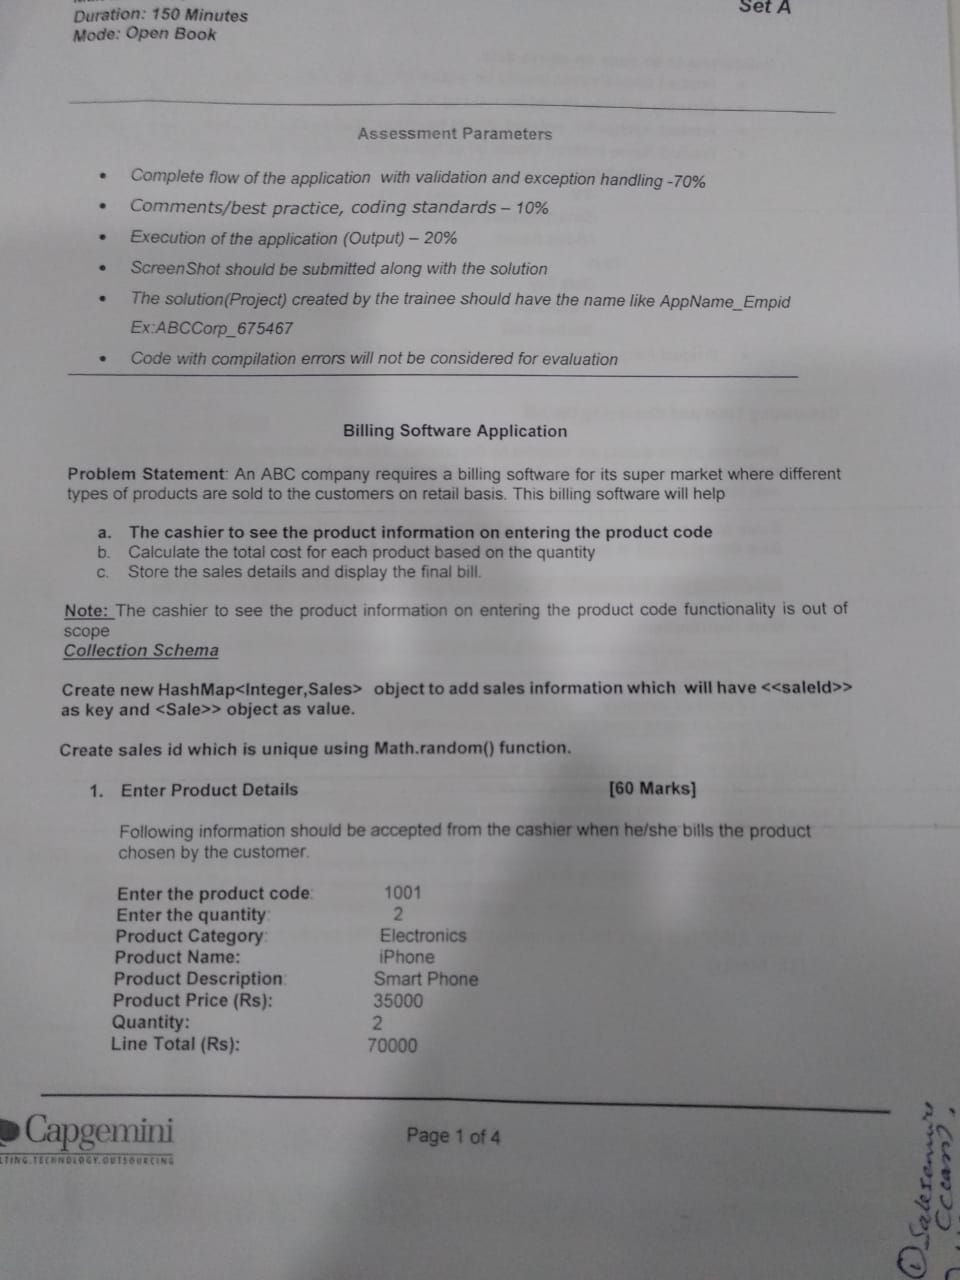 Duration: 150 Minutes
Set A
Mode: Open Book
Assessment Parameters
• Complete flow of the application with validation and exception handling -70%
• Comments/best practice, coding standards – 10%
• Execution of the application (Output) – 20%
• ScreenShot should be submitted along with the solution
• The solution(Project) created by the trainee should have the name like AppName_Empid
Ex:ABCCorp_675467
• Code with compilation errors will not be considered for evaluation
Billing Software Application
Problem Statement: An ABC company requires a billing software for its super market where different
types of products are sold to the customers on retail basis. This billing software will help
a. The cashier to see the product information on entering the product code
b. Calculate the total cost for each product based on the quantity
c. Store the sales details and display the final bill.
Note: The cashier to see the product information on entering the product code functionality is out of
scope
Collection Schema
Create new HashMap<Integer,Sales> object to add sales information which will have <<saleId>>
as key and <Sale>> object as value.
Create sales id which is unique using Math.random() function.
1. Enter Product Details [60 Marks]
Following information should be accepted from the cashier when he/she bills the product
chosen by the customer.
Enter the product code: 1001
Enter the quantity: 2
Product Category: Electronics
Product Name: iPhone
Product Description: Smart Phone
Product Price (Rs): 35000
Quantity: 2
Line Total (Rs): 70000
Capgemini
LTING.TECHNOLOGY.OUTSOURCING
Page 1 of 4